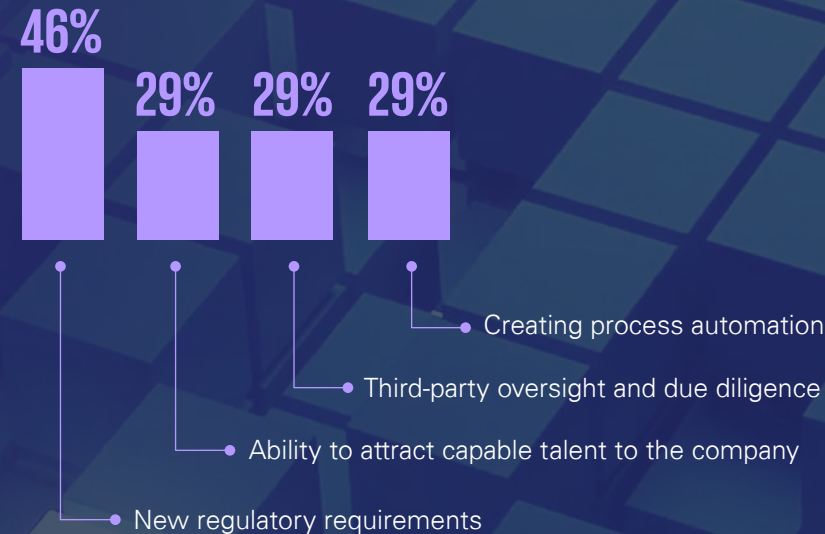 46%
29% 29% 29%
Creating process automation
Third-party oversight and due diligence
Ability to attract capable talent to the company
New regulatory requirements